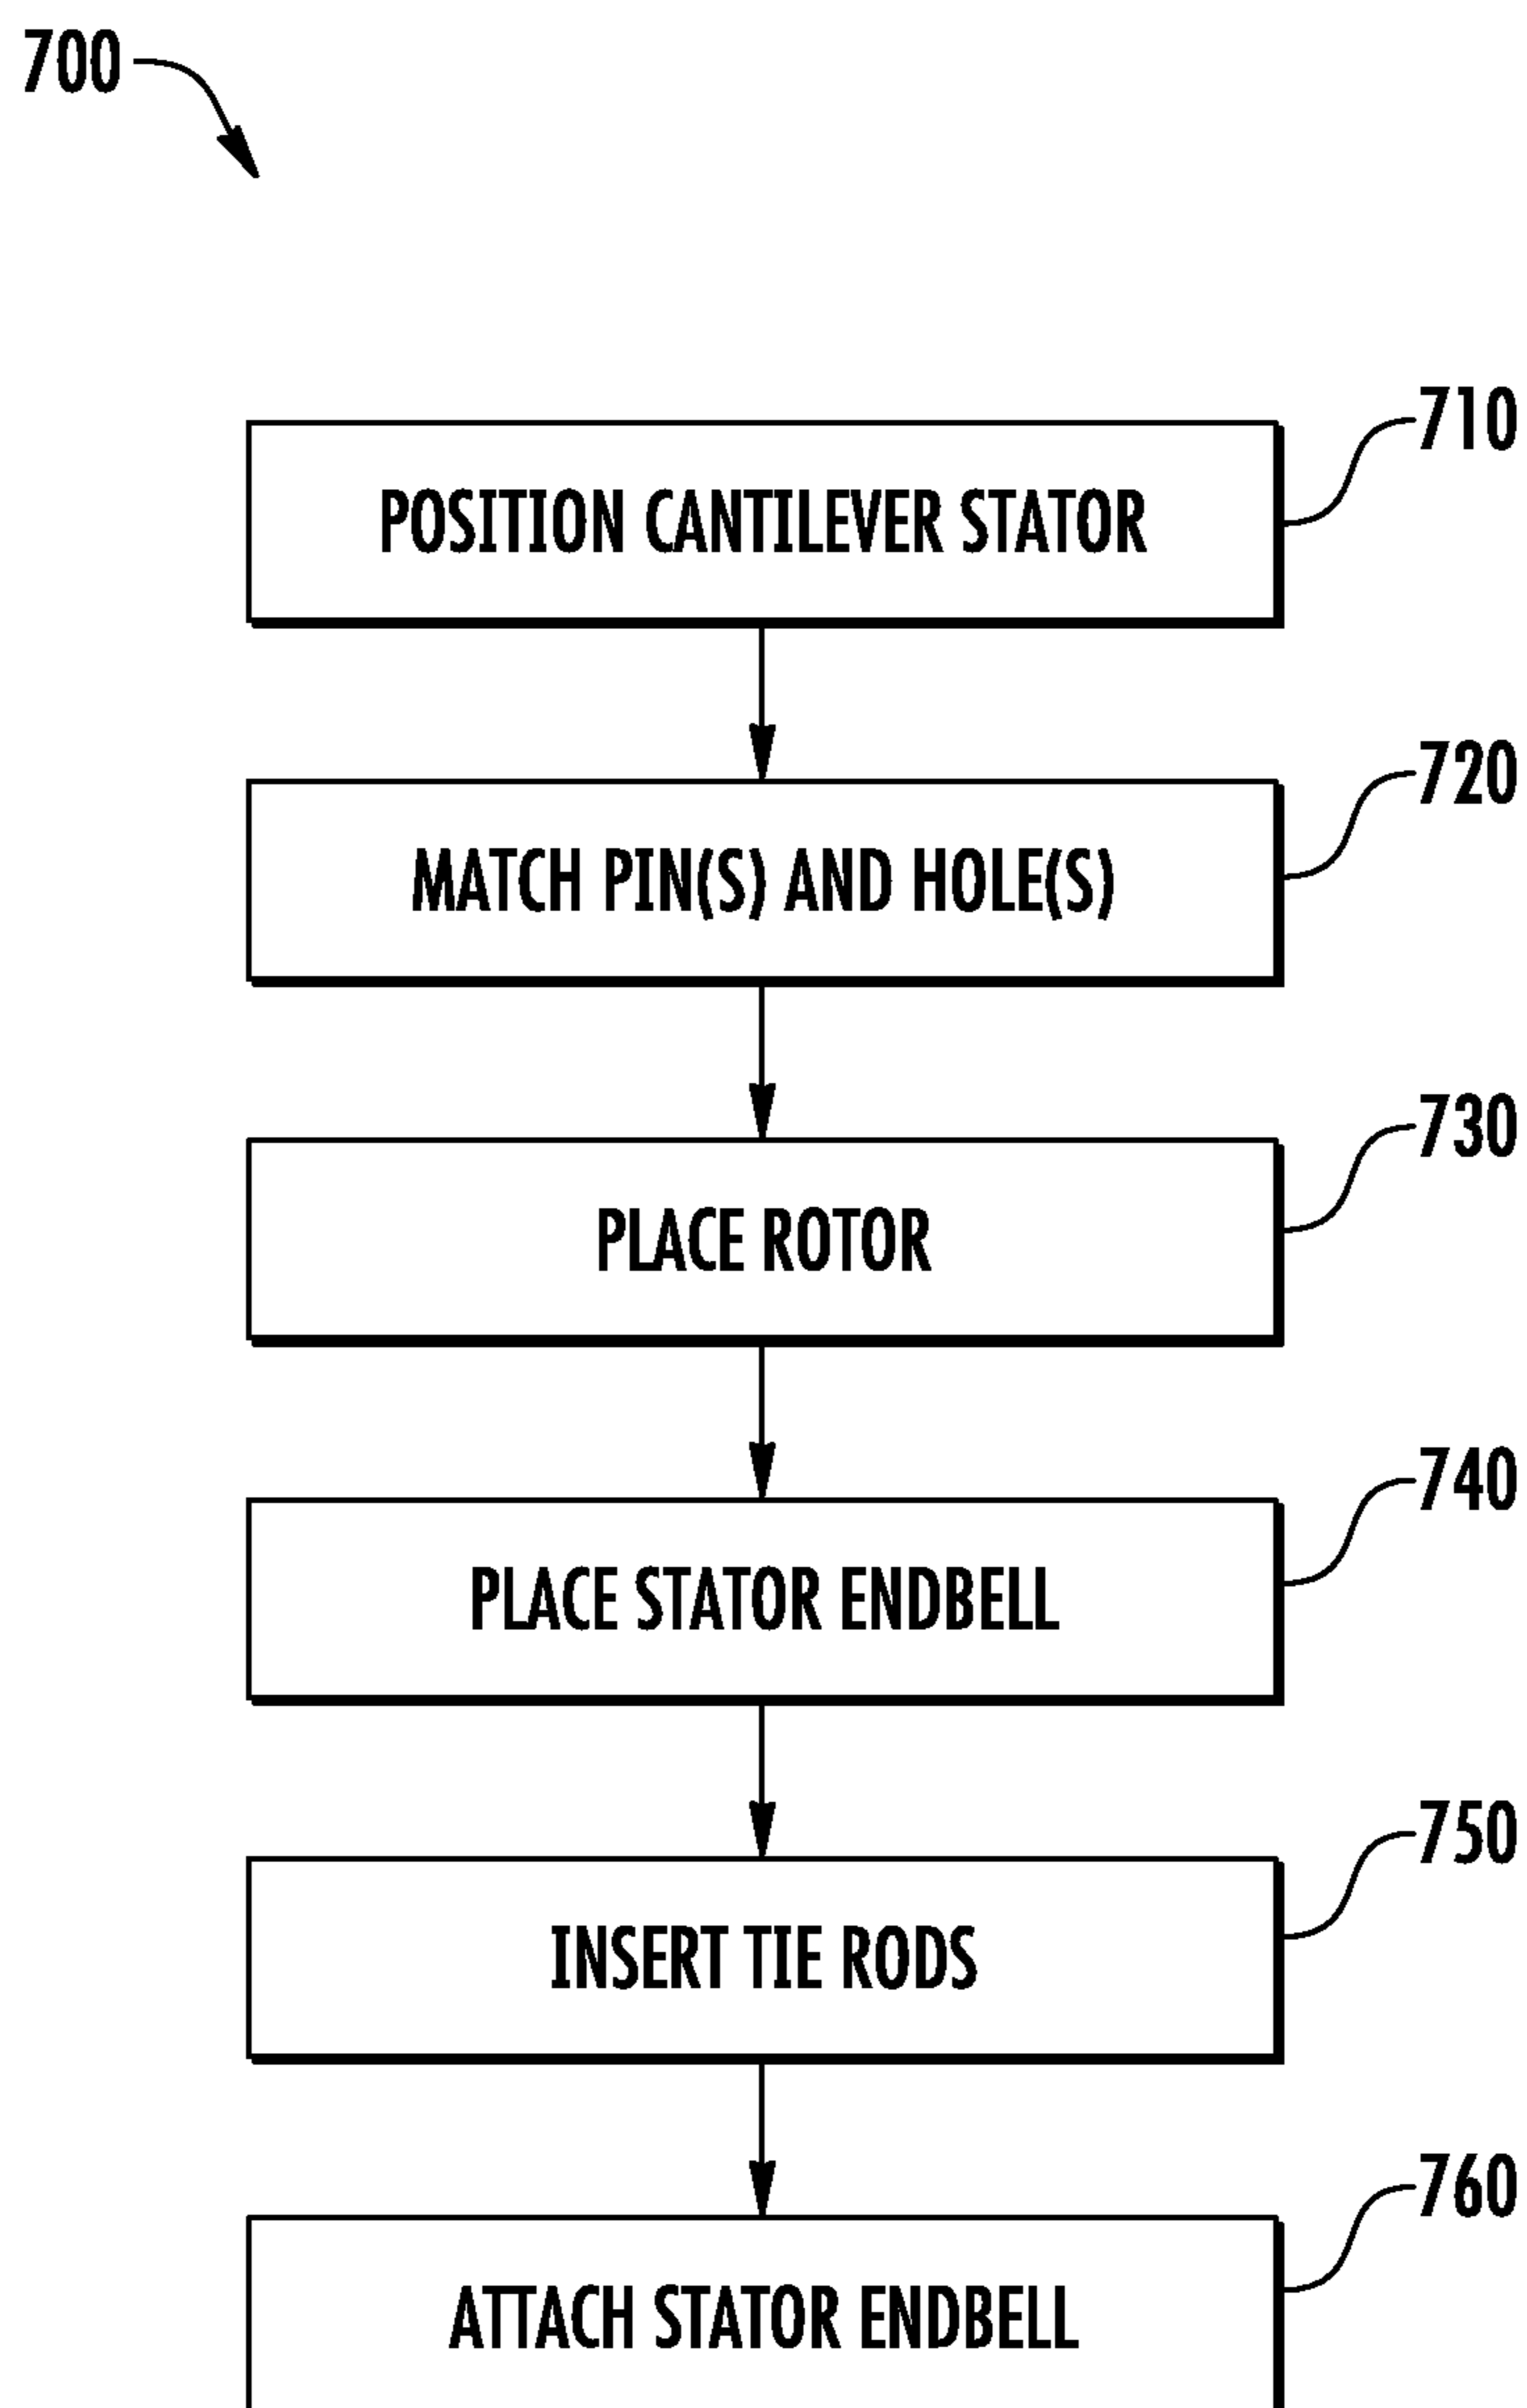 700
710
POSITION CANTILEVER STATOR
720
MATCH PIN(S) AND HOLE(S)
730
PLACE ROTOR
740
PLACE STATOR ENDBELL
750
INSERT TIE RODS
760
ATTACH STATOR ENDBELL